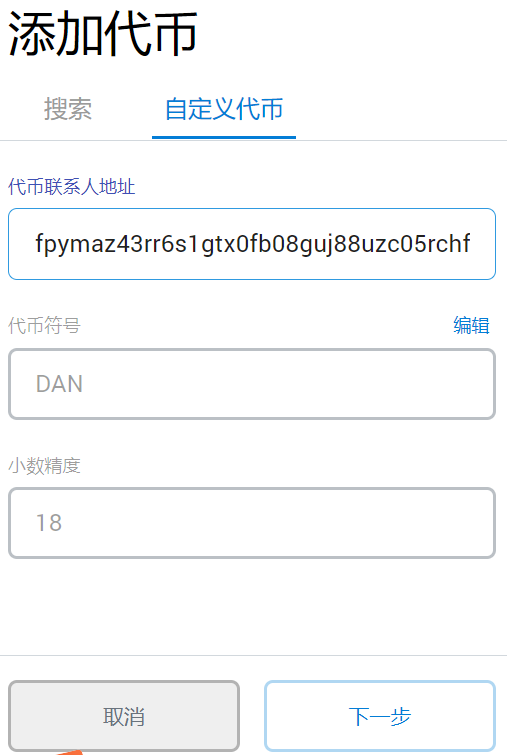 添加代币
搜索 自定义代币
代币联系人地址
fpymaz43rr6s1gtx0fb08guj88uzc05rchf
代币符号 编辑
DAN
小数精度
18
取消 下一步